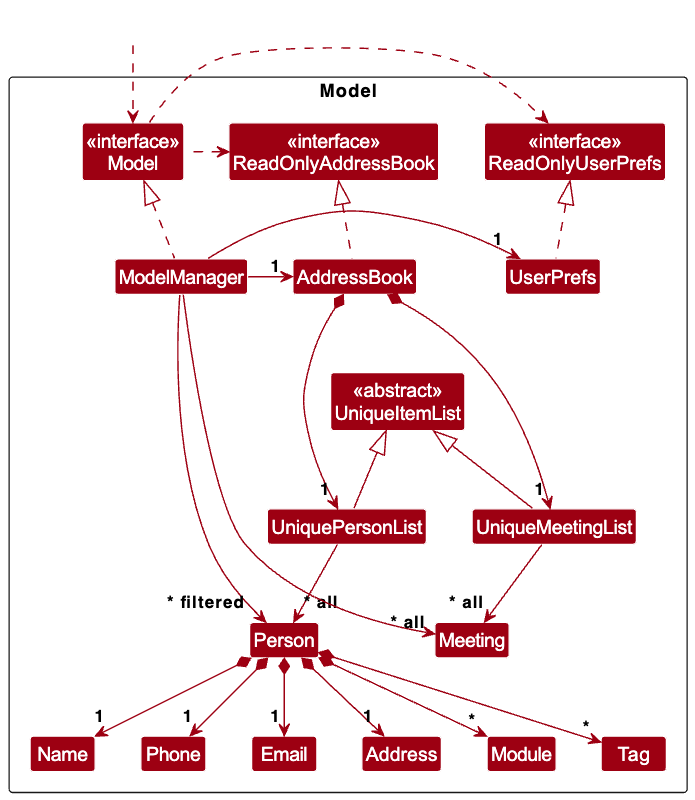 Model
«interface»
Model
«interface»
ReadOnlyAddressBook
«interface»
ReadOnlyUserPrefs
1
ModelManager
1
AddressBook
UserPrefs
«abstract»
UniqueItemList
1
1
UniquePersonList
UniqueMeetingList
* filtered
* all
* all
* all
Person
Meeting
1
1
1
1
*
*
Name
Phone
Email
Address
Module
Tag